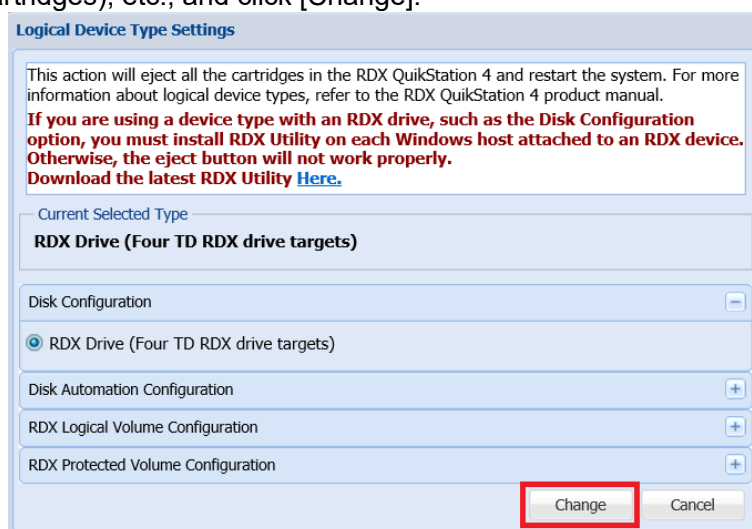 artridges), etc., and click [Change].
Logical Device Type Settings
This action will eject all the cartridges in the RDX QuikStation 4 and restart the system. For more
information about logical device types, refer to the RDX QuikStation 4 product manual.
If you are using a device type with an RDX drive, such as the Disk Configuration
option, you must install RDX Utility on each Windows host attached to an RDX device.
Otherwise, the eject button will not work properly.
Download the latest RDX Utility Here.
Current Selected Type
RDX Drive (Four TD RDX drive targets)
Disk Configuration
RDX Drive (Four TD RDX drive targets)
Disk Automation Configuration
RDX Logical Volume Configuration
RDX Protected Volume Configuration
Change Cancel